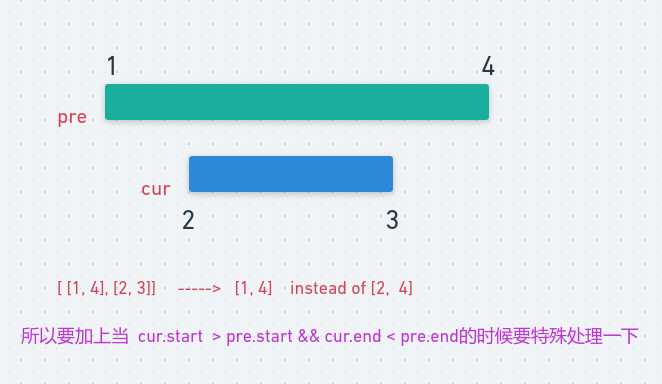 1 4
pre
cur
2 3
[ [1, 4], [2, 3]] -----> [1, 4] instead of [2, 4]
所以要加上当 cur.start > pre.start && cur.end < pre.end的时候要特殊处理一下